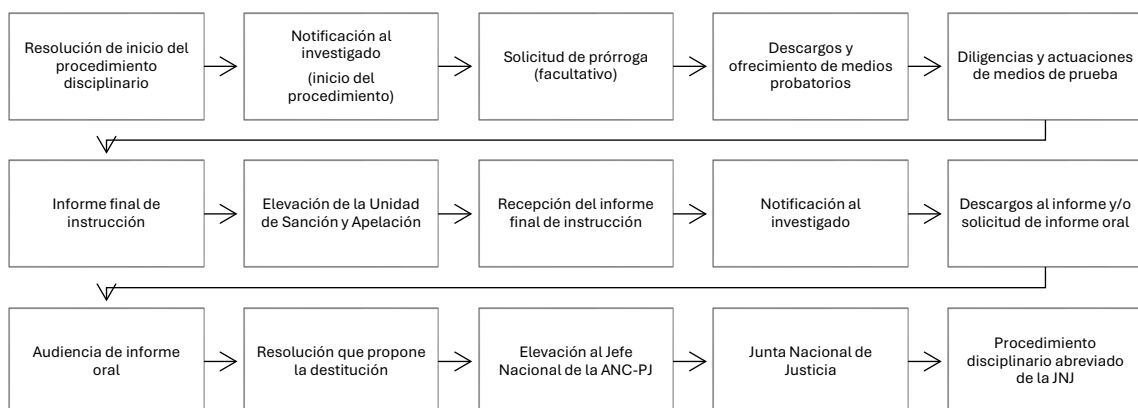 Resolución de inicio del
procedimiento
disciplinario
Notificación al
investigado
(inicio del
procedimiento)
Solicitud de prórroga
(facultativo)
Descargos y
ofrecimiento de medios
probatorios
Diligencias y actuaciones
de medios de prueba
Informe final de
instrucción
Elevación de la Unidad
de Sanción y Apelación
Recepción del informe
final de instrucción
Notificación al
investigado
Descargos al informe y/o
solicitud de informe oral
Audiencia de informe
oral
Resolución que propone
la destitución
Elevación al Jefe
Nacional de la ANC-PJ
Junta Nacional de
Justicia
Procedimiento
disciplinario abreviado
de la JNJ